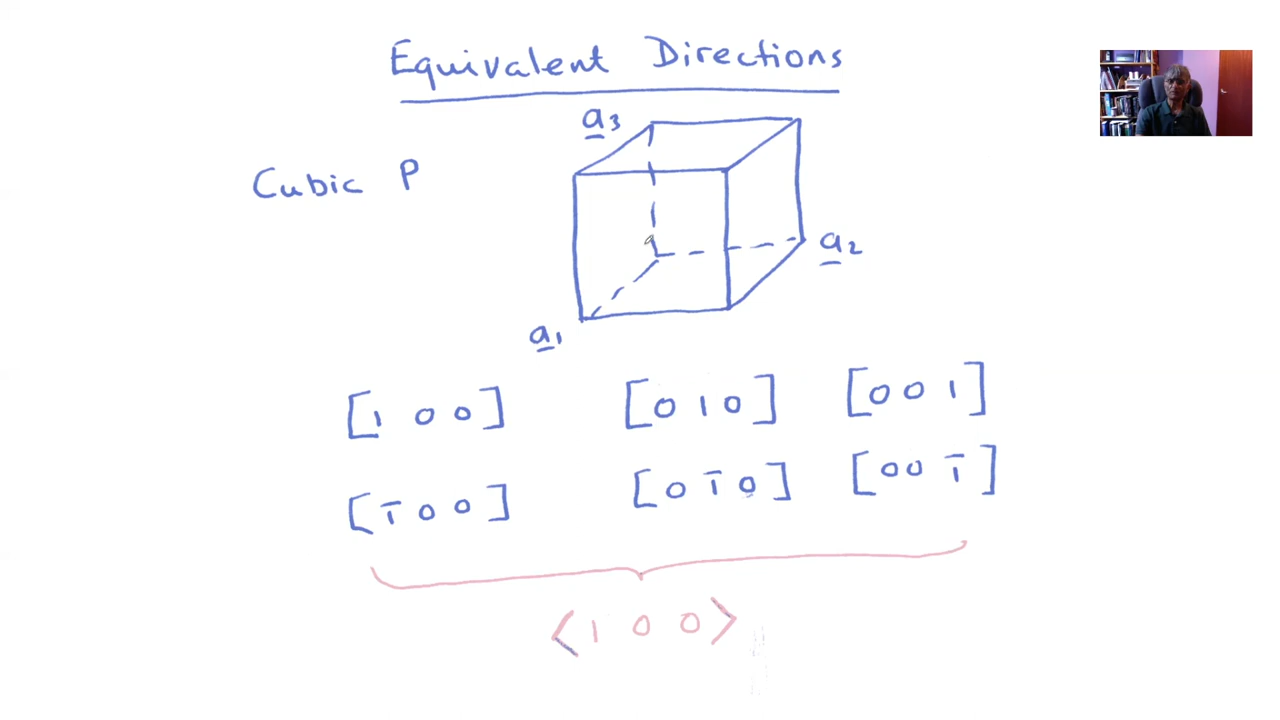 Equivalent Directions
a3
Cubic P
a2
a1
[1 0 0] [0 1 0] [0 0 1]
[1̄ 0 0] [0 1̄ 0] [0 0 1̄]
<1 0 0>